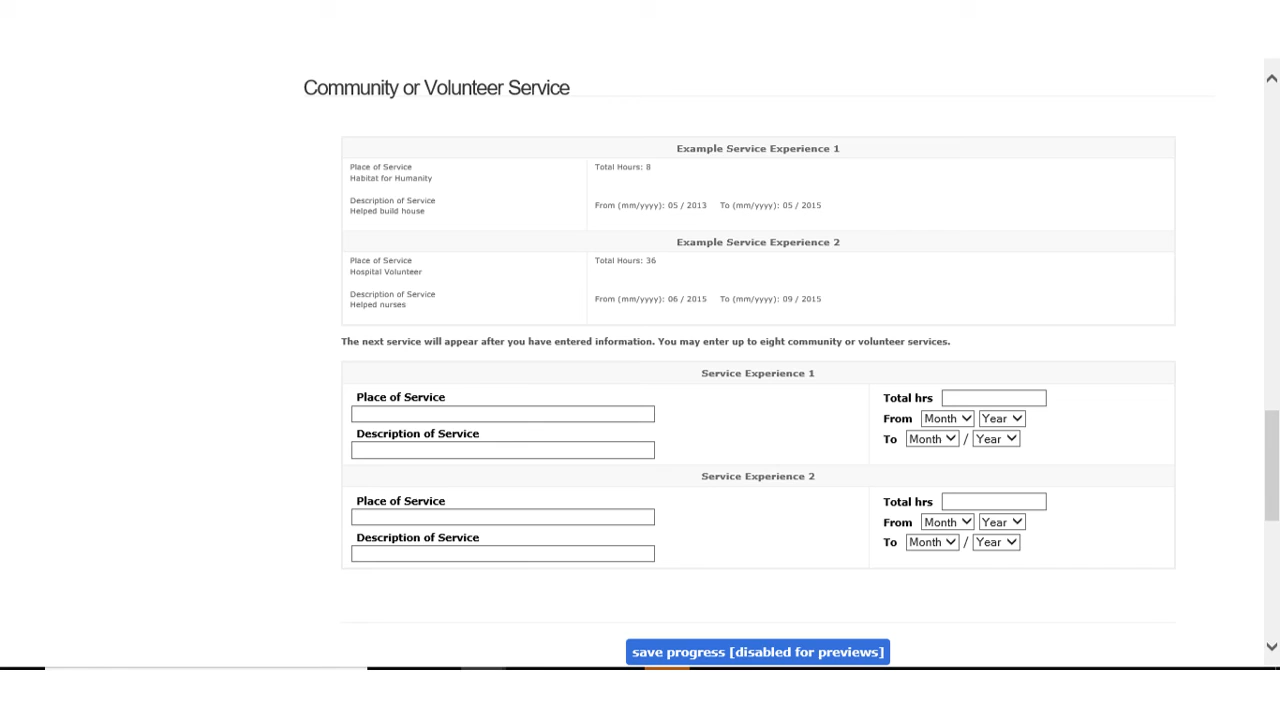 Community or Volunteer Service
Example Service Experience 1
Place of Service
Habitat for Humanity
Total Hours: 8
Description of Service
Helped build house
From (mm/yyyy): 05 / 2013 To (mm/yyyy): 05 / 2015
Example Service Experience 2
Place of Service
Hospital Volunteer
Total Hours: 36
Description of Service
Helped nurses
From (mm/yyyy): 06 / 2015 To (mm/yyyy): 09 / 2015
The next service will appear after you have entered information. You may enter up to eight community or volunteer services.
Service Experience 1
Place of Service
Description of Service
Total hrs
From Month Year
To Month / Year
Service Experience 2
Place of Service
Description of Service
Total hrs
From Month Year
To Month / Year
save progress [disabled for previews]